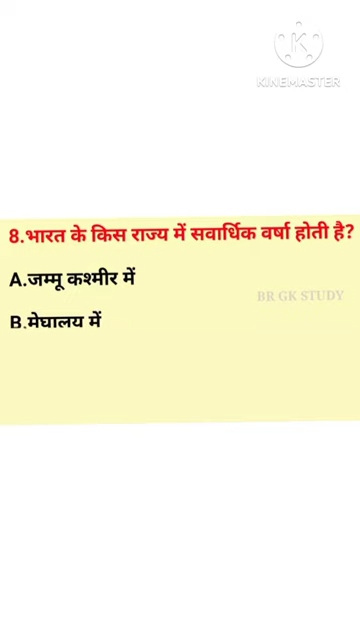 KINEMASTER
8.भारत के किस राज्य में सवार्धिक वर्षा होती है?
A.जम्मू कश्मीर में
BR GK STUDY
B.मेघालय में